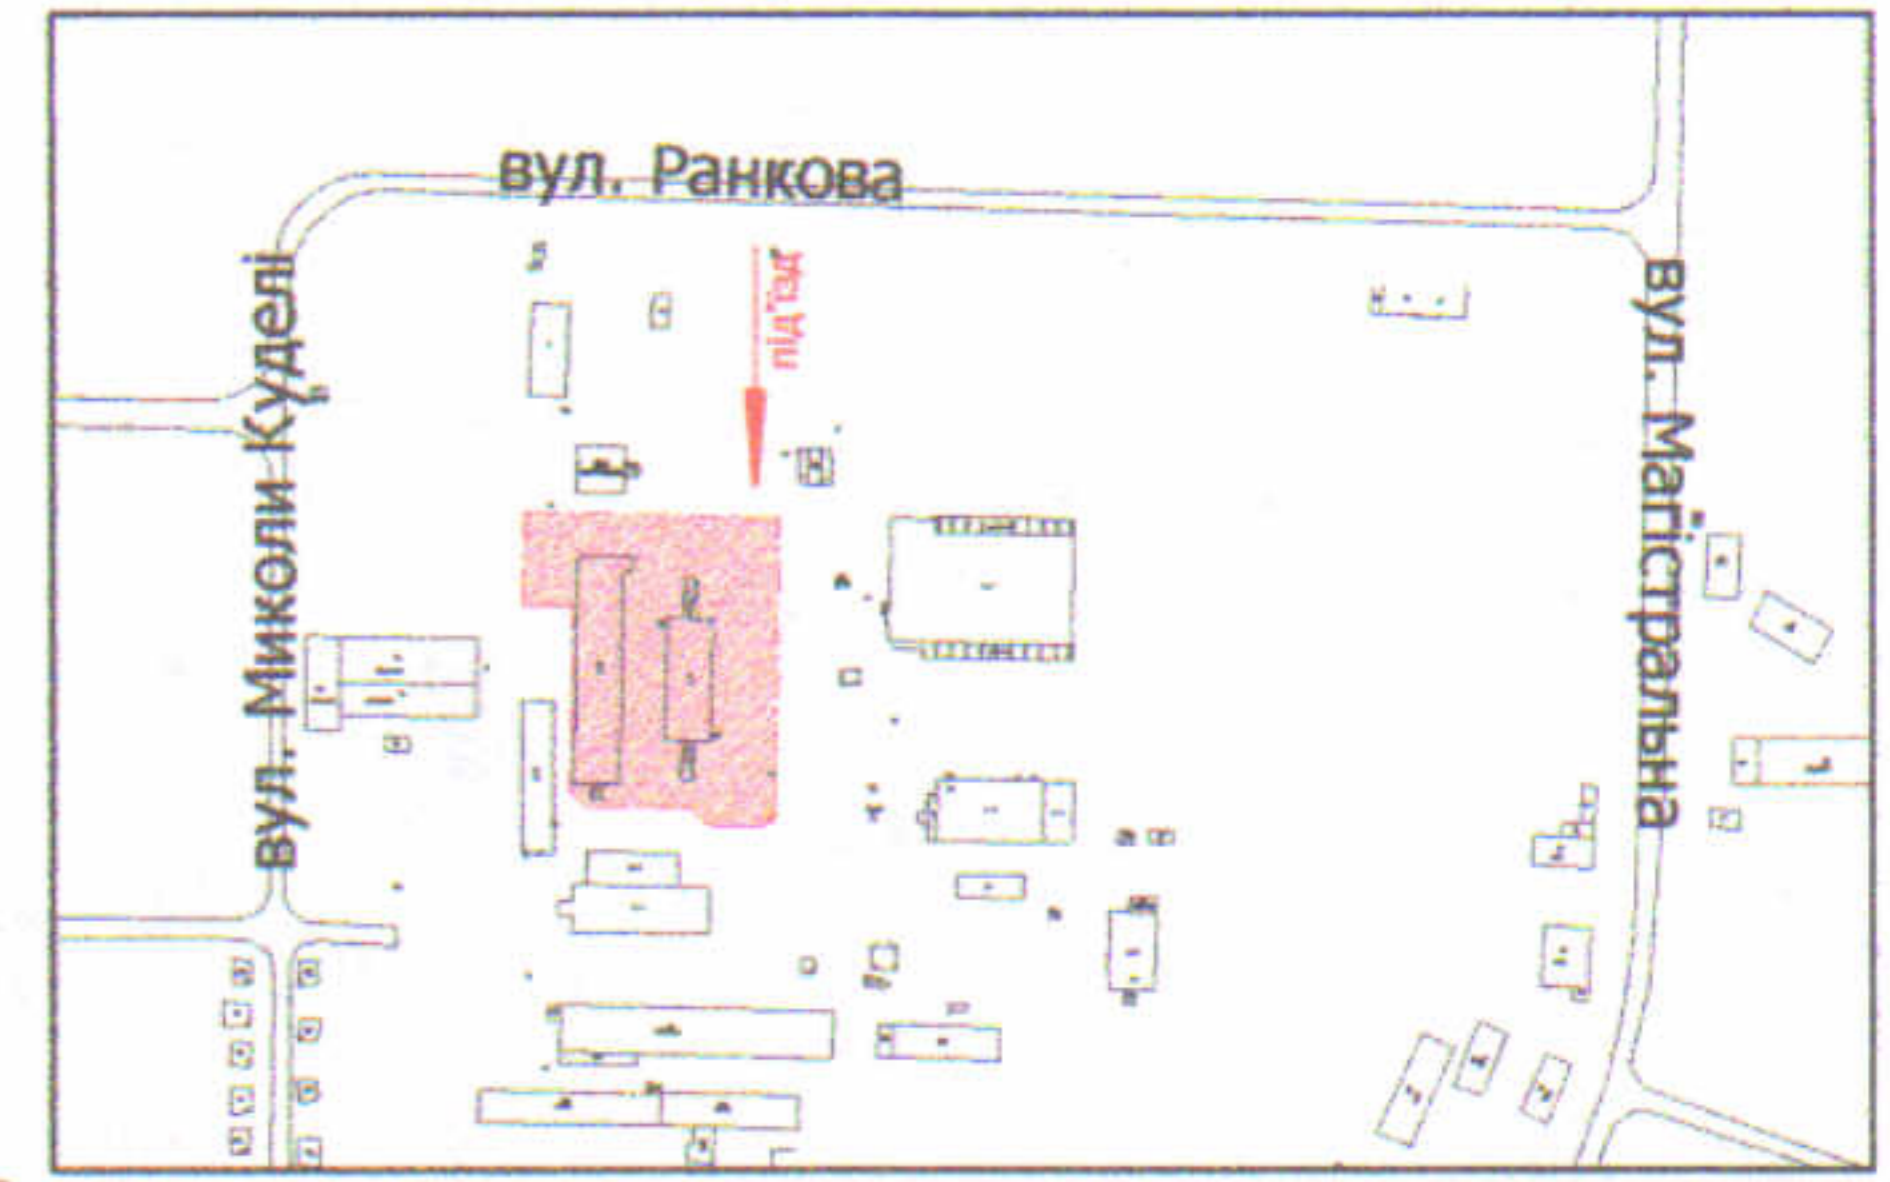 вул. Ранкова
під'їзд
вул. Миколи Куделі
вул. Магістральна